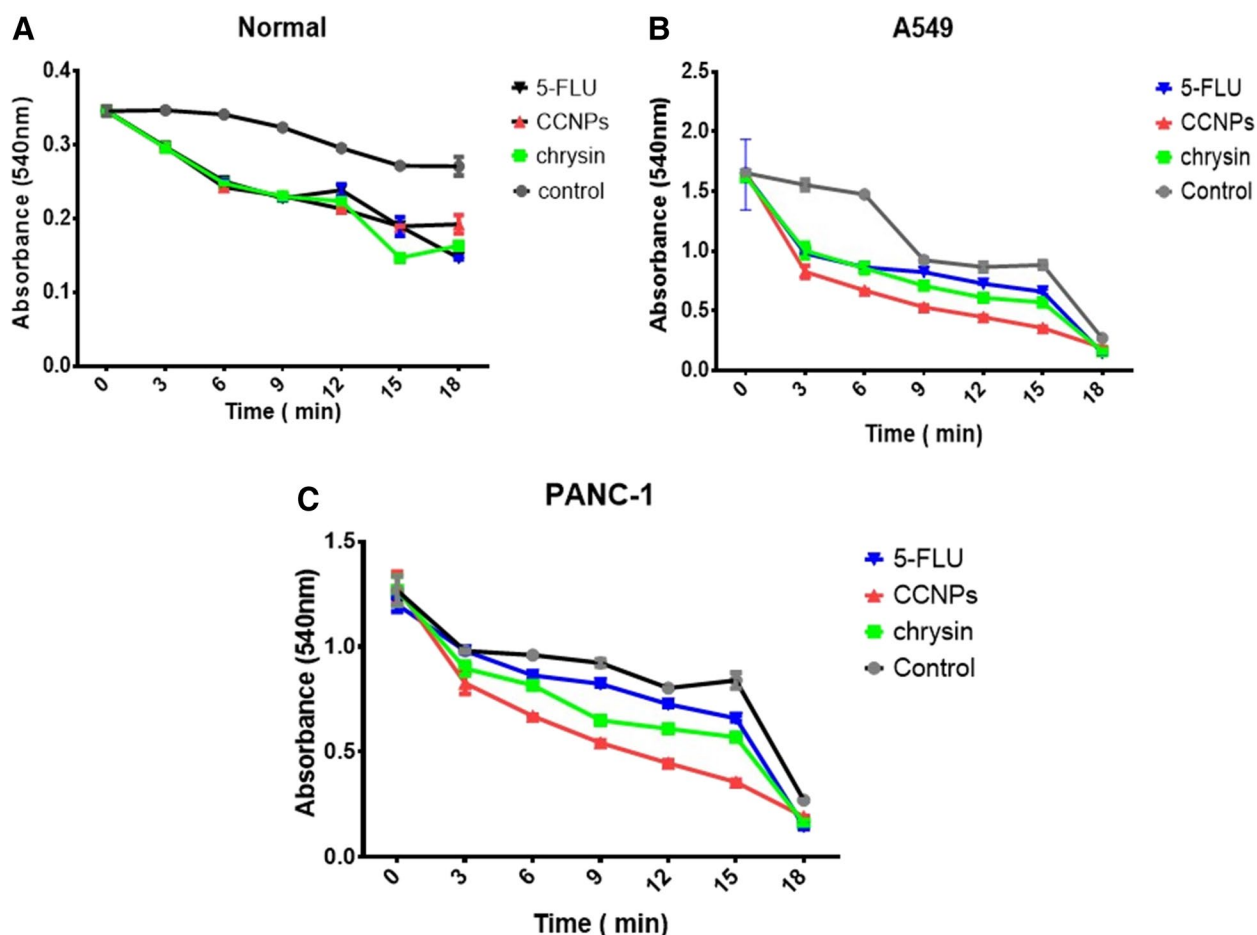 A
Normal
Absorbance (540nm)
0.4
0.3
0.2
0.1
0.0
0 3 6 9 12 15 18
Time ( min)
5-FLU
CCNPs
chrysin
control
B
A549
Absorbance (540nm)
2.5
2.0
1.5
1.0
0.5
0.0
0 3 6 9 12 15 18
Time ( min)
5-FLU
CCNPs
chrysin
Control
C
PANC-1
Absorbance (540nm)
1.5
1.0
0.5
0.0
0 3 6 9 12 15 18
Time ( min)
5-FLU
CCNPs
chrysin
Control